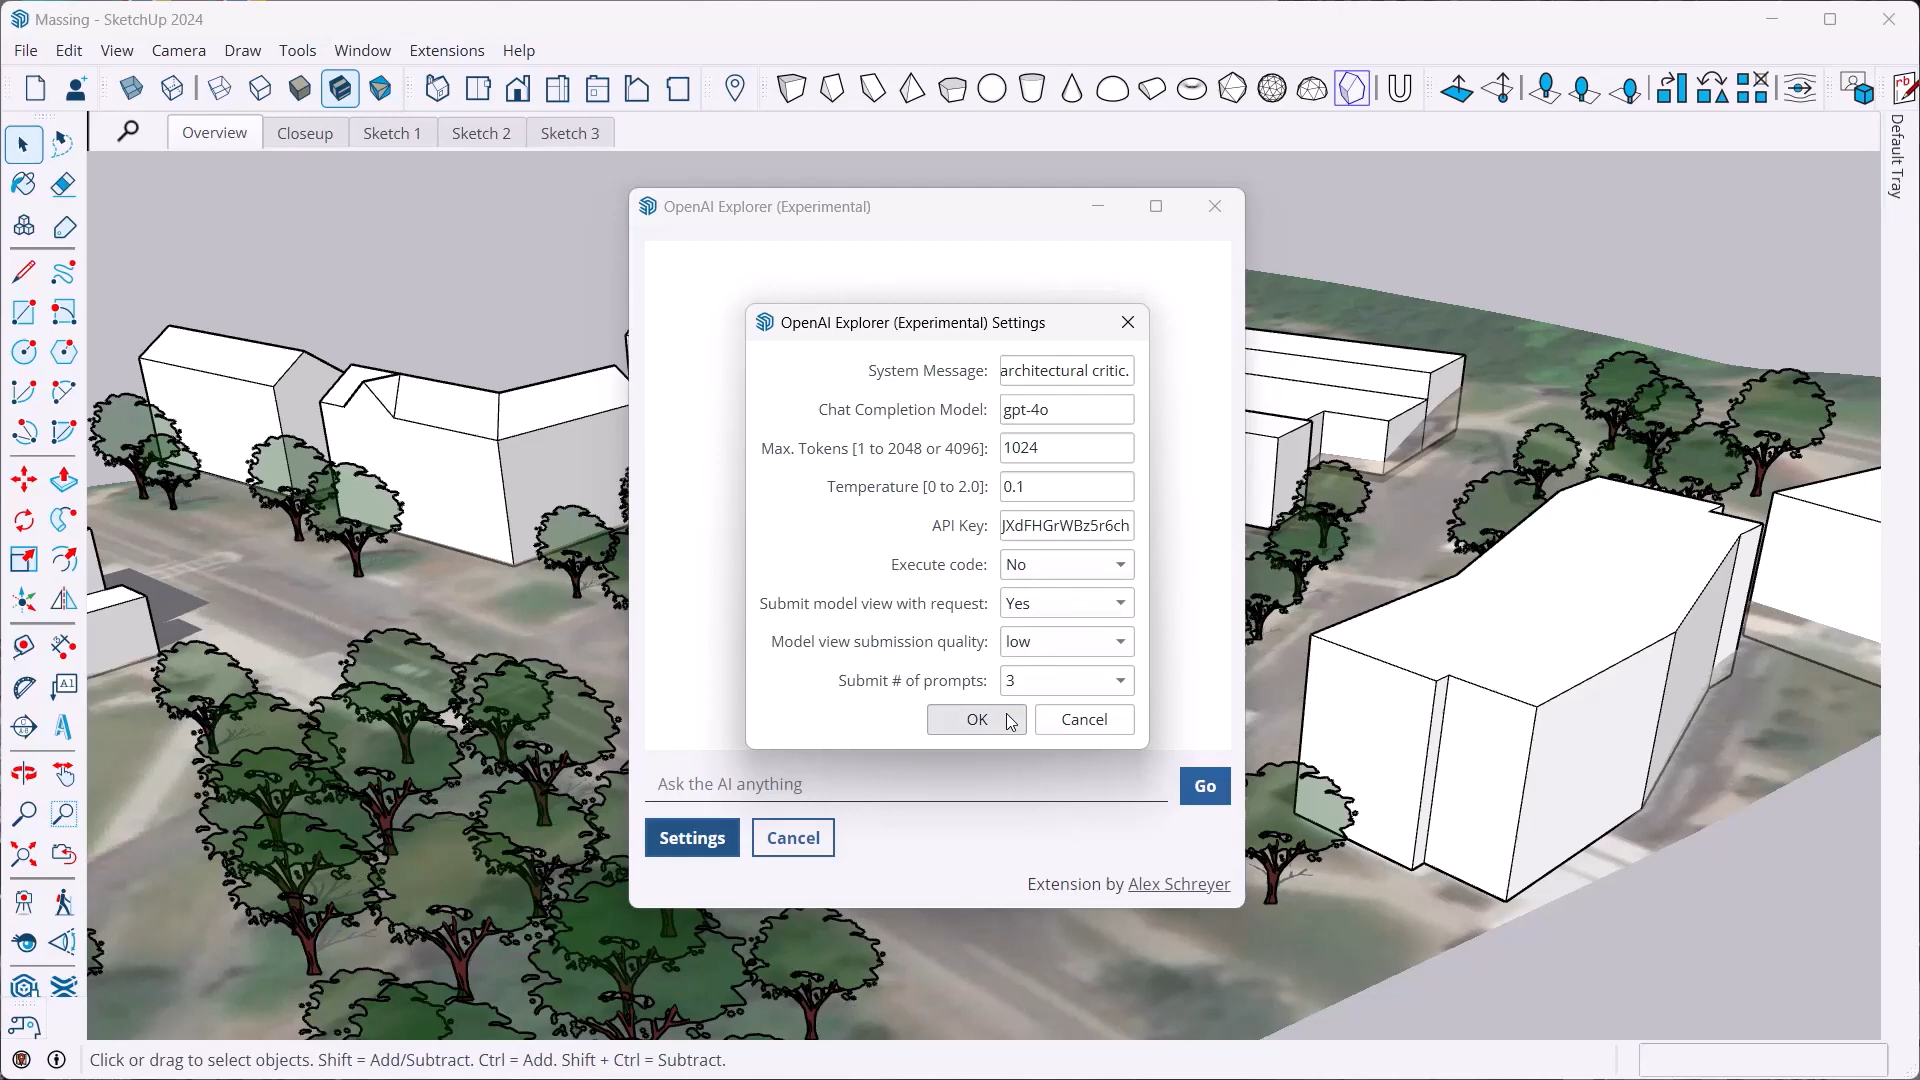 Massing - SketchUp 2024
File Edit View Camera Draw Tools Window Extensions Help
Overview Closeup Sketch 1 Sketch 2 Sketch 3
Default Tray
OpenAI Explorer (Experimental)
OpenAI Explorer (Experimental) Settings
System Message: architectural critic.
Chat Completion Model: gpt-4o
Max. Tokens [1 to 2048 or 4096]: 1024
Temperature [0 to 2.0]: 0.1
API Key: JXdFHGrWBz5r6ch
Execute code: No
Submit model view with request: Yes
Model view submission quality: low
Submit # of prompts: 3
OK Cancel
Ask the AI anything
Go
Settings Cancel
Extension by Alex Schreyer
Click or drag to select objects. Shift = Add/Subtract. Ctrl = Add. Shift + Ctrl = Subtract.